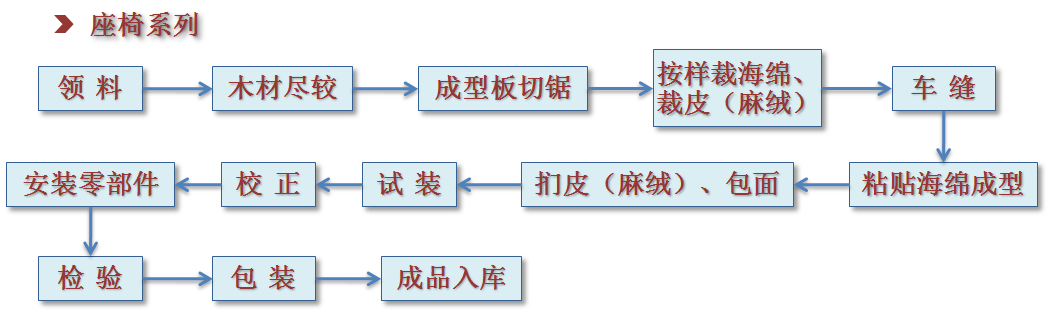 座椅系列
领 料
木材尽较
成型板切锯
按样裁海绵、
裁皮（麻绒）
车 缝
粘贴海绵成型
扪皮（麻绒）、包面
试 装
校 正
安装零部件
检 验
包 装
成品入库